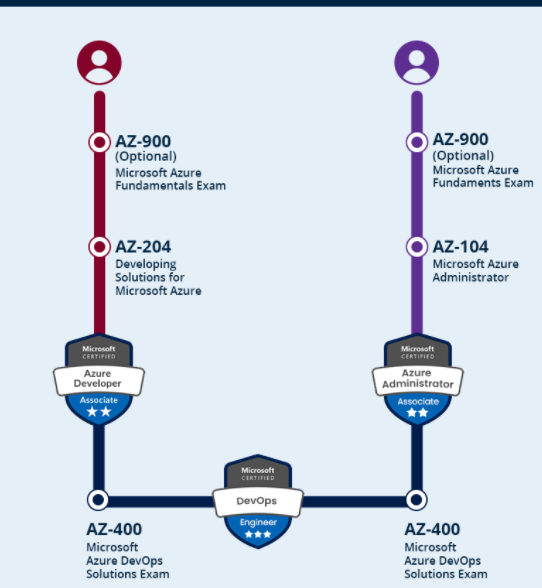 AZ-900
(Optional)
Microsoft Azure
Fundamentals Exam
AZ-204
Developing
Solutions for
Microsoft Azure
Microsoft
CERTIFIED
Azure
Developer
Associate
AZ-900
(Optional)
Microsoft Azure
Fundaments Exam
AZ-104
Microsoft Azure
Administrator
Microsoft
CERTIFIED
Azure
Administrator
Associate
Microsoft
CERTIFIED
DevOps
Engineer
AZ-400
Microsoft
Azure DevOps
Solutions Exam
AZ-400
Microsoft
Azure DevOps
Solutions Exam